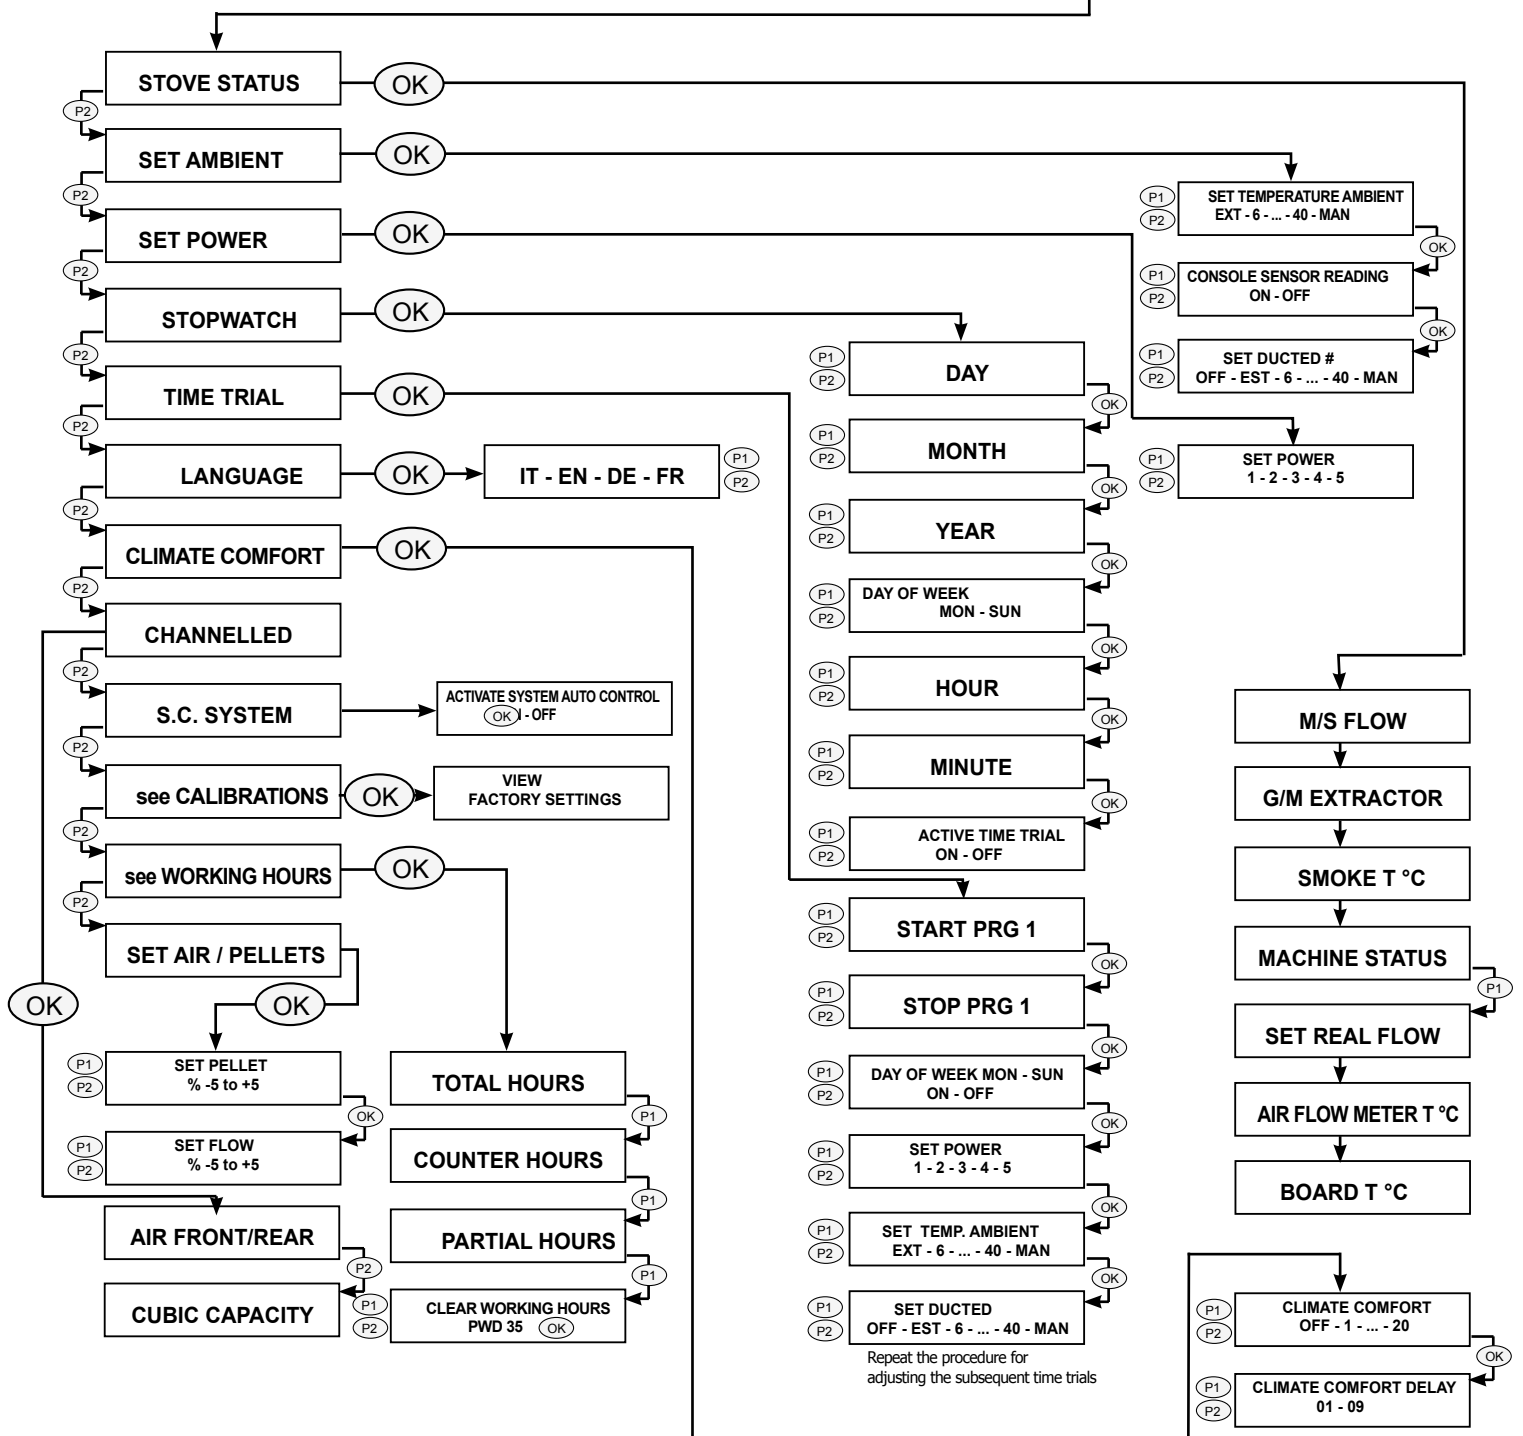 STOVE STATUS
OK
P2
SET AMBIENT
OK
P2
SET POWER
OK
P2
STOPWATCH
OK
P2
TIME TRIAL
OK
P2
LANGUAGE
OK
IT - EN - DE - FR
P1
P2
P2
CLIMATE COMFORT
OK
P2
CHANNELLED
P2
S.C. SYSTEM
ACTIVATE SYSTEM AUTO CONTROL
OK - OFF
P2
see CALIBRATIONS
OK
VIEW
FACTORY SETTINGS
P2
see WORKING HOURS
OK
P2
SET AIR / PELLETS
OK
OK
P1
P2
SET PELLET
% -5 to +5
OK
P1
P2
SET FLOW
% -5 to +5
AIR FRONT/REAR
P2
CUBIC CAPACITY
TOTAL HOURS
P1
COUNTER HOURS
P1
PARTIAL HOURS
P1
P1
P2
CLEAR WORKING HOURS
PWD 35 OK
P1
P2
DAY
OK
P1
P2
MONTH
OK
P1
P2
YEAR
OK
P1
P2
DAY OF WEEK
MON - SUN
OK
P1
P2
HOUR
OK
P1
P2
MINUTE
OK
P1
P2
ACTIVE TIME TRIAL
ON - OFF
P1
P2
START PRG 1
OK
P1
P2
STOP PRG 1
OK
P1
P2
DAY OF WEEK MON - SUN
ON - OFF
OK
P1
P2
SET POWER
1 - 2 - 3 - 4 - 5
OK
P1
P2
SET TEMP. AMBIENT
EXT - 6 - ... - 40 - MAN
OK
P1
P2
SET DUCTED
OFF - EST - 6 - ... - 40 - MAN
Repeat the procedure for
adjusting the subsequent time trials
P1
P2
SET TEMPERATURE AMBIENT
EXT - 6 - ... - 40 - MAN
OK
P1
P2
CONSOLE SENSOR READING
ON - OFF
OK
P1
P2
SET DUCTED #
OFF - EST - 6 - ... - 40 - MAN
P1
P2
SET POWER
1 - 2 - 3 - 4 - 5
M/S FLOW
G/M EXTRACTOR
SMOKE T °C
MACHINE STATUS
P1
SET REAL FLOW
AIR FLOW METER T °C
BOARD T °C
P1
P2
CLIMATE COMFORT
OFF - 1 - ... - 20
OK
P1
P2
CLIMATE COMFORT DELAY
01 - 09